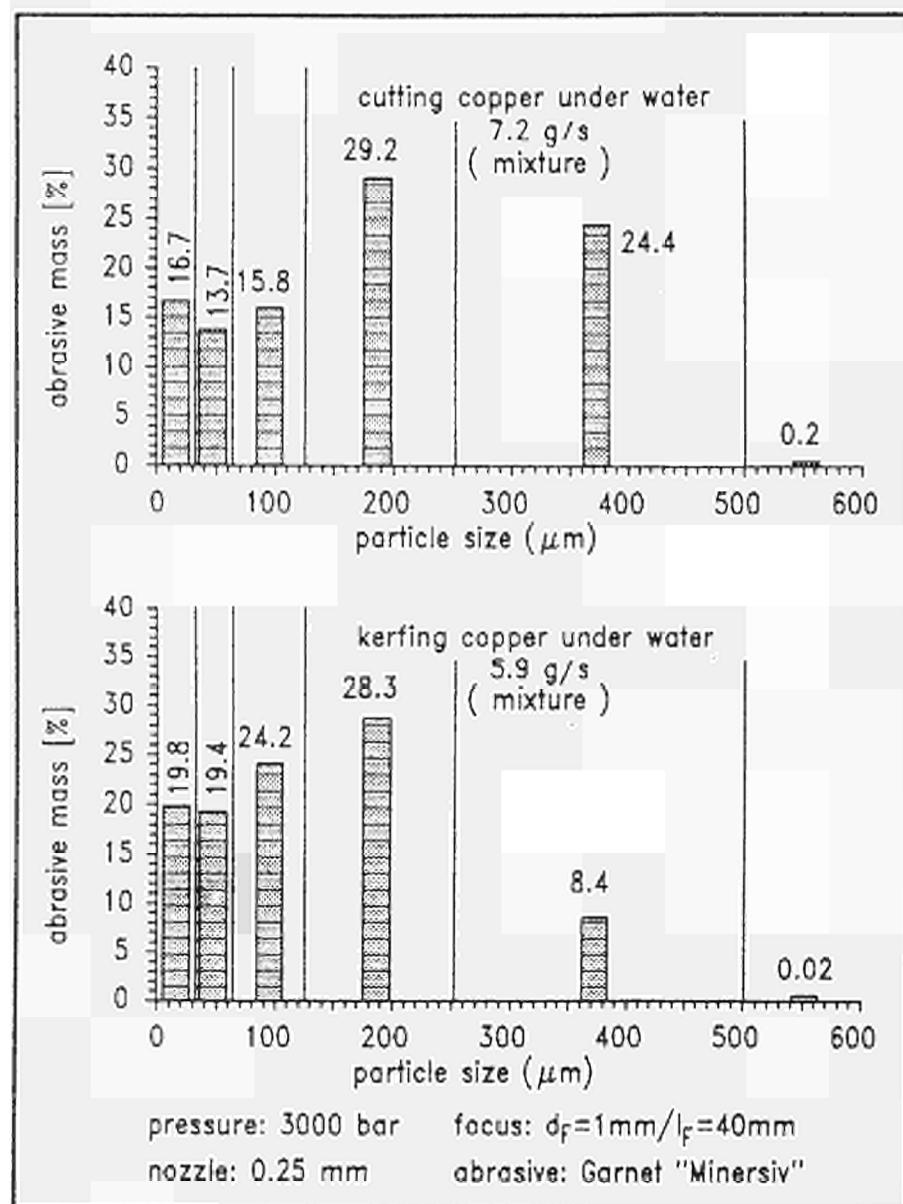 cutting copper under water
7.2 g/s
( mixture )
abrasive mass [%]
40
35
30
25
20
15
10
5
0
16.7
13.7
15.8
29.2
24.4
0.2
0 100 200 300 400 500 600
particle size (μm)
kerfing copper under water
5.9 g/s
( mixture )
abrasive mass [%]
40
35
30
25
20
15
10
5
0
19.8
19.4
24.2
28.3
8.4
0.02
0 100 200 300 400 500 600
particle size (μm)
pressure: 3000 bar focus: dF=1mm/lF=40mm
nozzle: 0.25 mm abrasive: Garnet "Minersiv"